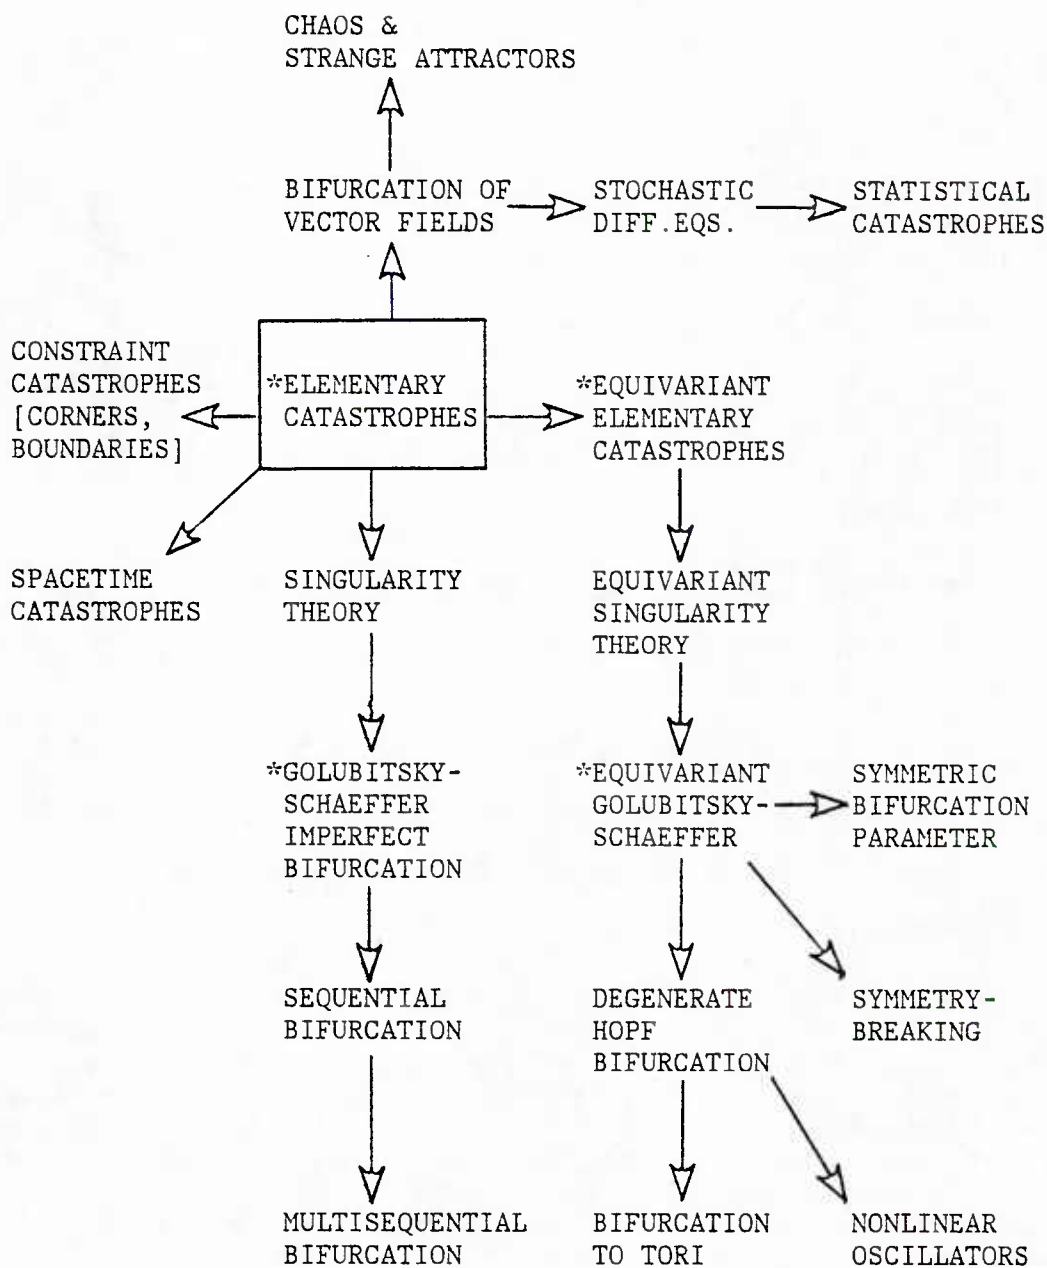 CHAOS &
STRANGE ATTRACTORS
BIFURCATION OF
VECTOR FIELDS
STOCHASTIC
DIFF.EQS.
STATISTICAL
CATASTROPHES
CONSTRAINT
CATASTROPHES
[CORNERS,
BOUNDARIES]
*ELEMENTARY
CATASTROPHES
*EQUIVARIANT
ELEMENTARY
CATASTROPHES
SPACETIME
CATASTROPHES
SINGULARITY
THEORY
EQUIVARIANT
SINGULARITY
THEORY
*GOLUBITSKY-
SCHAEFFER
IMPERFECT
BIFURCATION
*EQUIVARIANT
GOLUBITSKY-
SCHAEFFER
SYMMETRIC
BIFURCATION
PARAMETER
SEQUENTIAL
BIFURCATION
DEGENERATE
HOPF
BIFURCATION
SYMMETRY-
BREAKING
MULTISEQUENTIAL
BIFURCATION
BIFURCATION
TO TORI
NONLINEAR
OSCILLATORS